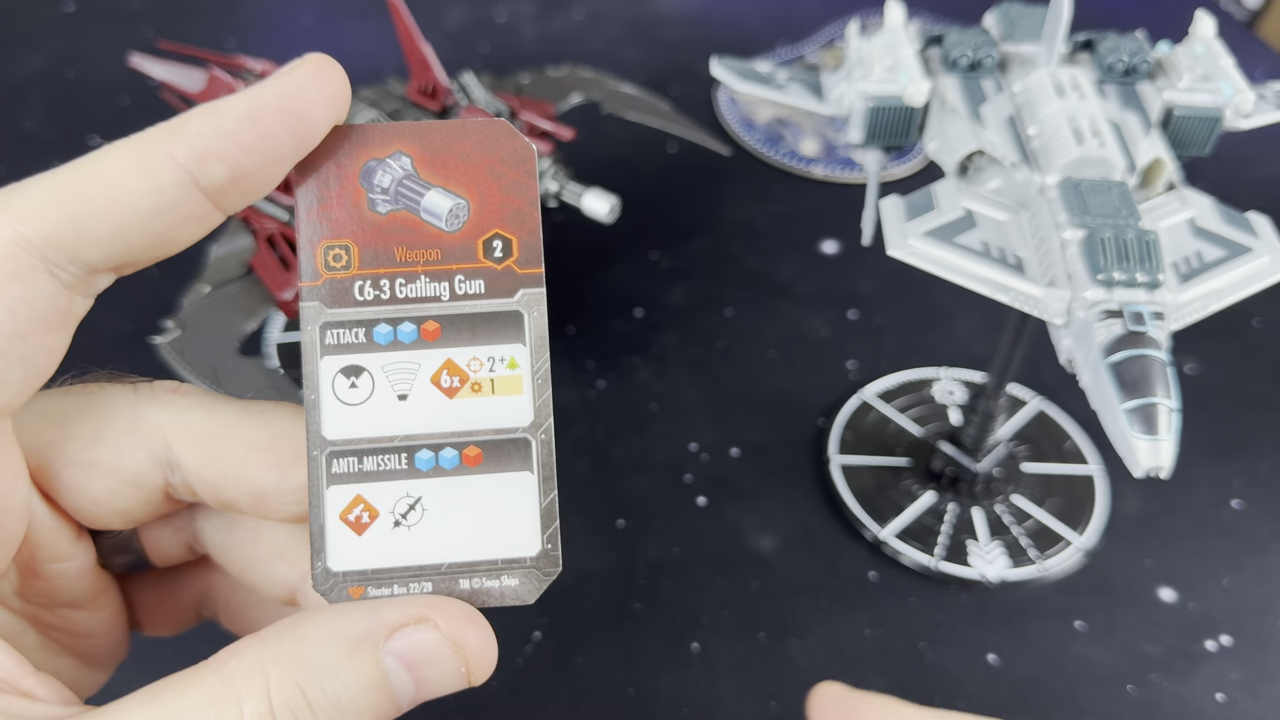 Weapon 2
C6-3 Gatling Gun
ATTACK
6x 2+
1
ANTI-MISSILE
x
Starter Box 22/28 TM © Snap Ships